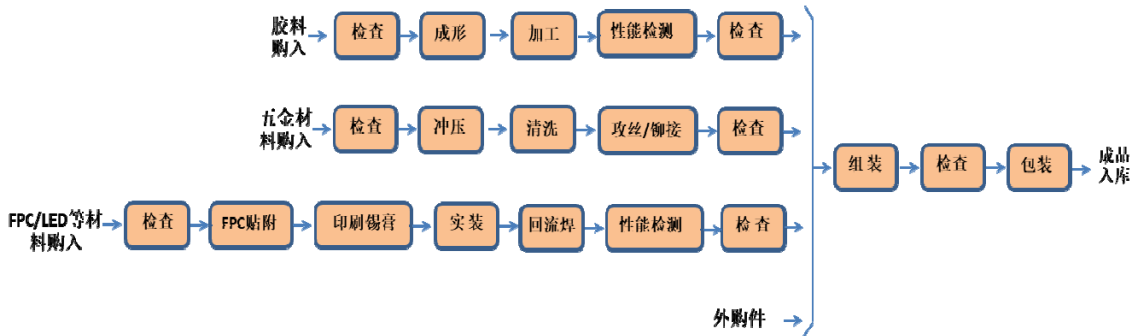 胶料
购入
检查
成形
加工
性能检测
检查
五金材
料购入
检查
冲压
清洗
攻丝/铆接
检查
组装
检查
包装
成品
入库
FPC/LED等材
料购入
检查
FPC贴附
印刷锡膏
实装
回流焊
性能检测
检查
外购件